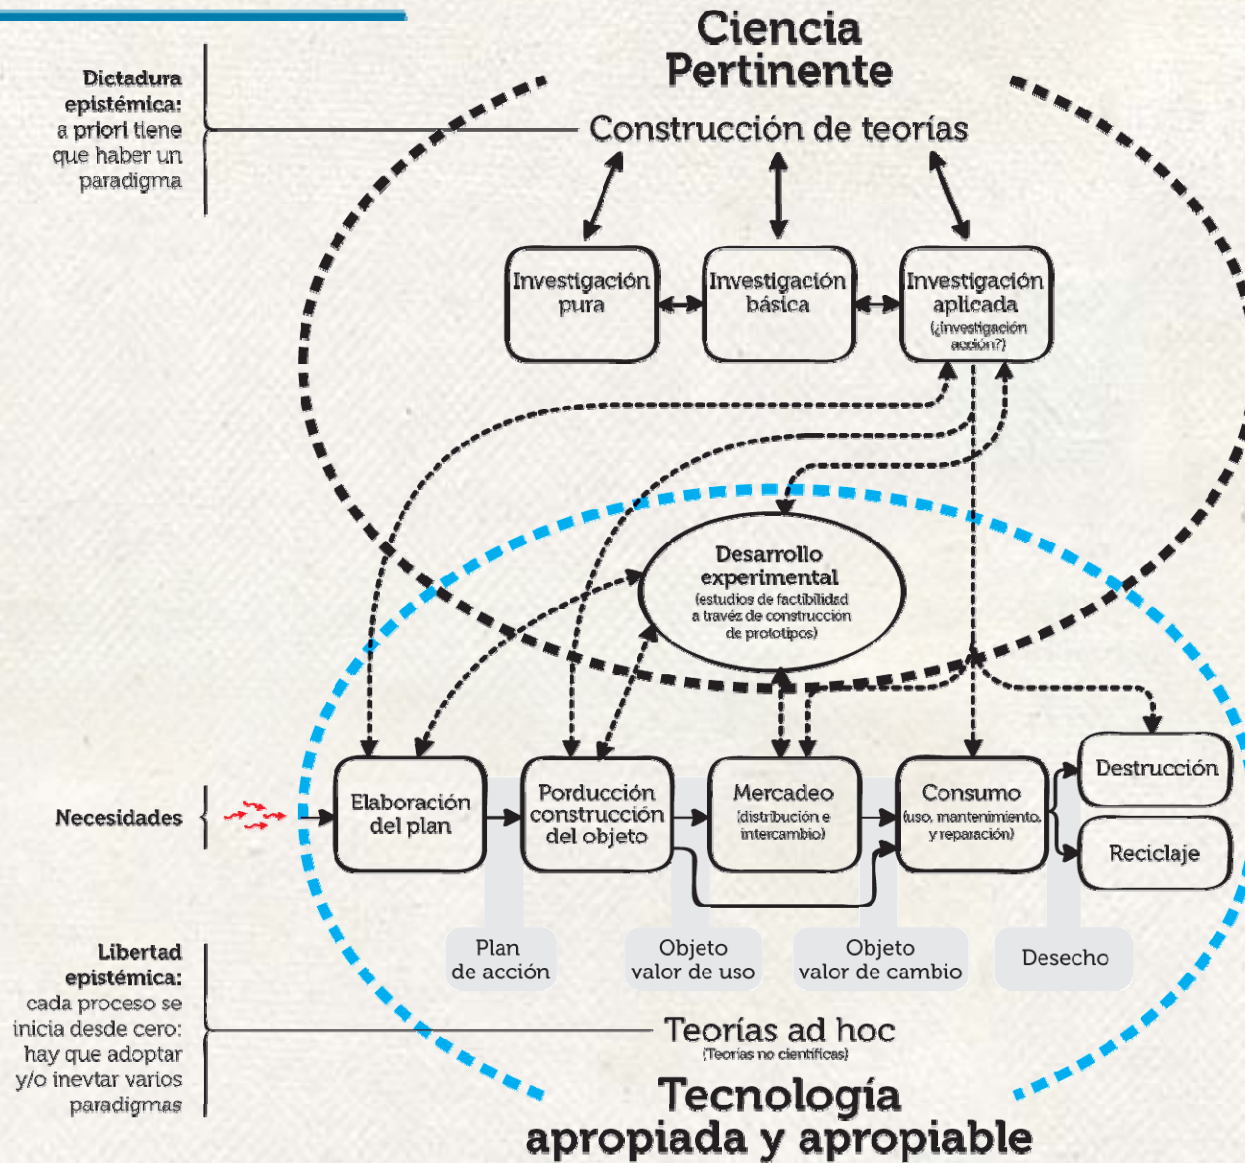 Ciencia
Pertinente
Dictadura
epistémica:
a priori tiene
que haber un
paradigma
Construcción de teorías
Investigación
pura
Investigación
básica
Investigación
aplicada
(¿Investigación
acción?)
Desarrollo
experimental
(estudios de factibilidad
a travéz de construcción
de prototipos)
Necesidades
Elaboración
del plan
Porducción
construcción
del objeto
Mercadeo
(distribución e
intercambio)
Consumo
(uso, mantenimiento,
y reparación)
Destrucción
Reciclaje
Plan
de acción
Objeto
valor de uso
Objeto
valor de cambio
Desecho
Libertad
epistémica:
cada proceso se
inicia desde cero:
hay que adoptar
y/o inevtar varios
paradigmas
Teorías ad hoc
(Teorías no científicas)
Tecnología
apropiada y apropiable